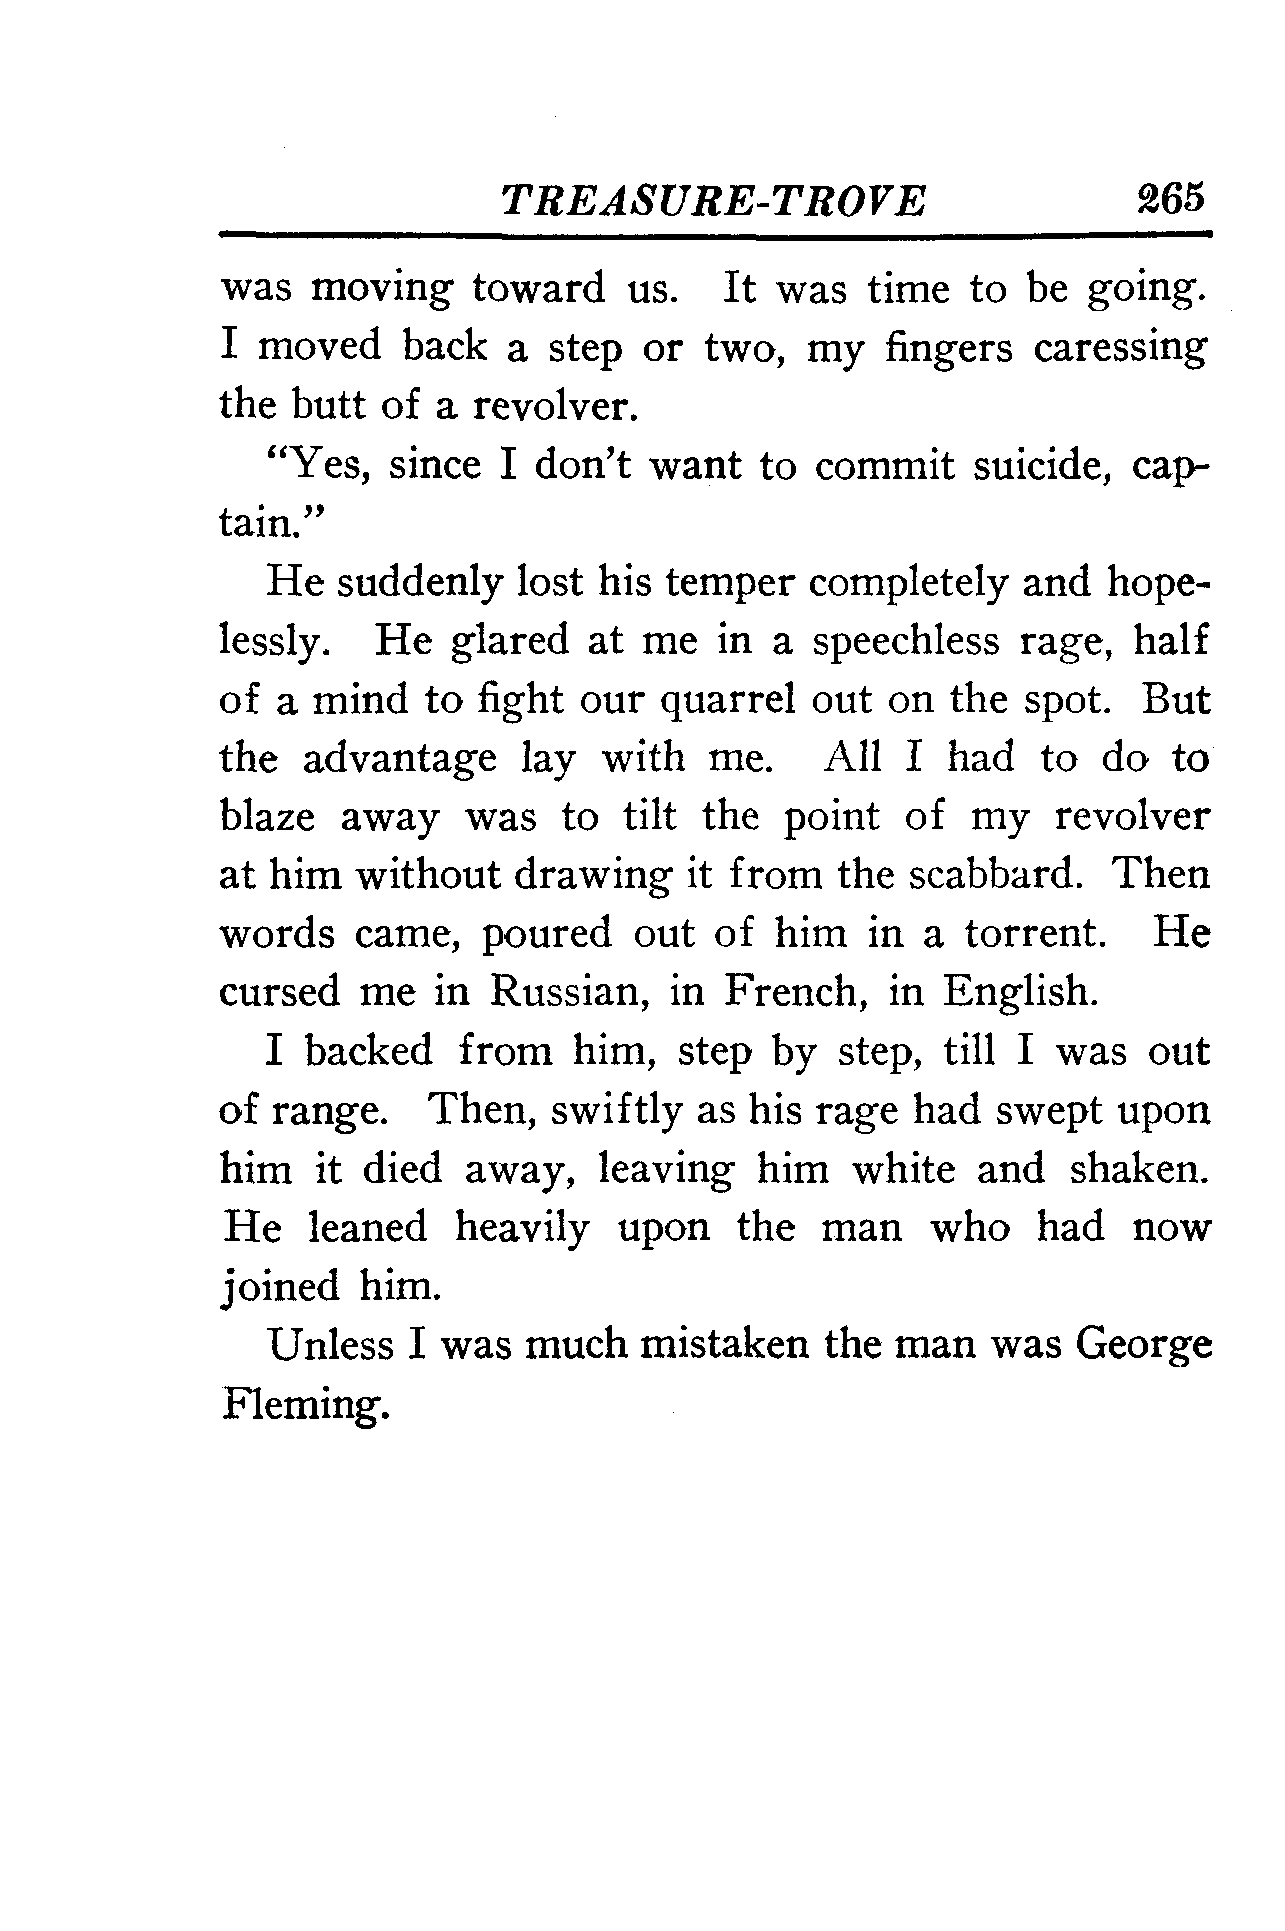 TREASURE-TROVE 265
was moving toward us. It was time to be going.
I moved back a step or two, my fingers caressing
the butt of a revolver.
“Yes, since I don’t want to commit suicide, cap-
tain.”
He suddenly lost his temper completely and hope-
lessly. He glared at me in a speechless rage, half
of a mind to fight our quarrel out on the spot. But
the advantage lay with me. All I had to do to
blaze away was to tilt the point of my revolver
at him without drawing it from the scabbard. Then
words came, poured out of him in a torrent. He
cursed me in Russian, in French, in English.
I backed from him, step by step, till I was out
of range. Then, swiftly as his rage had swept upon
him it died away, leaving him white and shaken.
He leaned heavily upon the man who had now
joined him.
Unless I was much mistaken the man was George
Fleming.